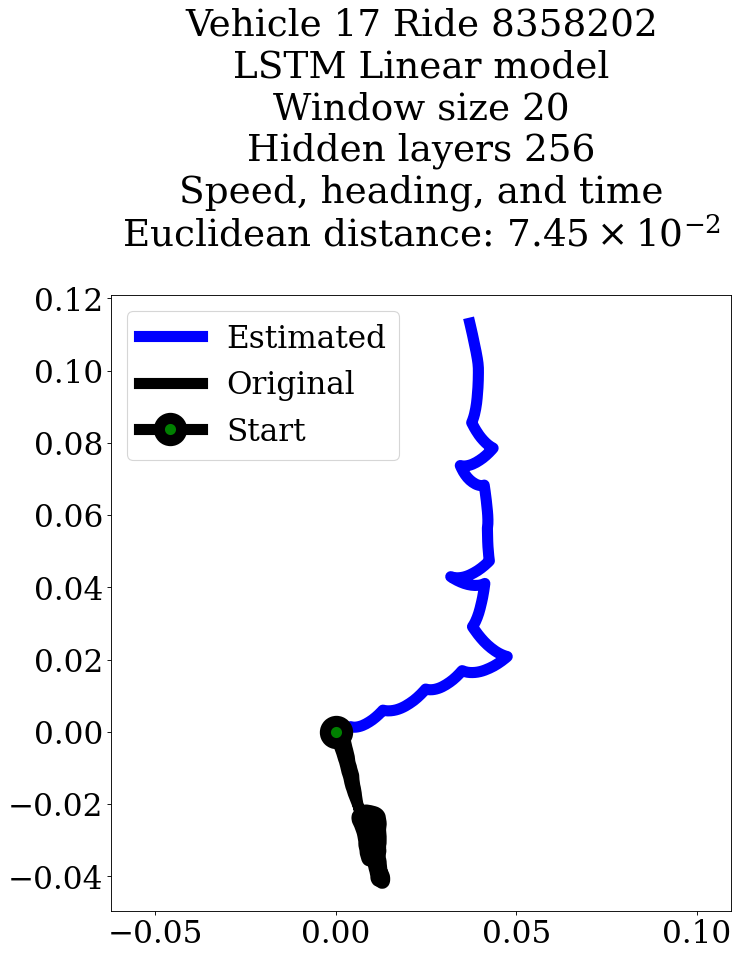 Vehicle 17 Ride 8358202
LSTM Linear model
Window size 20
Hidden layers 256
Speed, heading, and time
Euclidean distance: 7.45 × 10⁻²
0.12
0.10
0.08
0.06
0.04
0.02
0.00
−0.02
−0.04
Estimated
Original
Start
−0.05
0.00
0.05
0.10